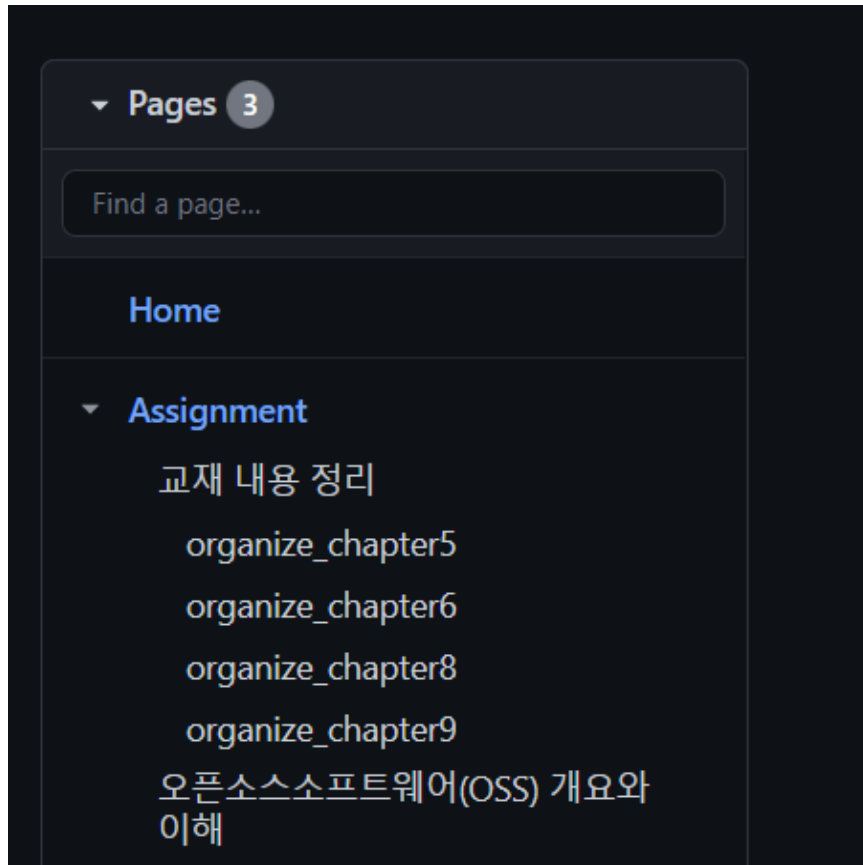 Pages 3
Find a page...
Home
Assignment
교재 내용 정리
organize_chapter5
organize_chapter6
organize_chapter8
organize_chapter9
오픈소스소프트웨어(OSS) 개요와
이해